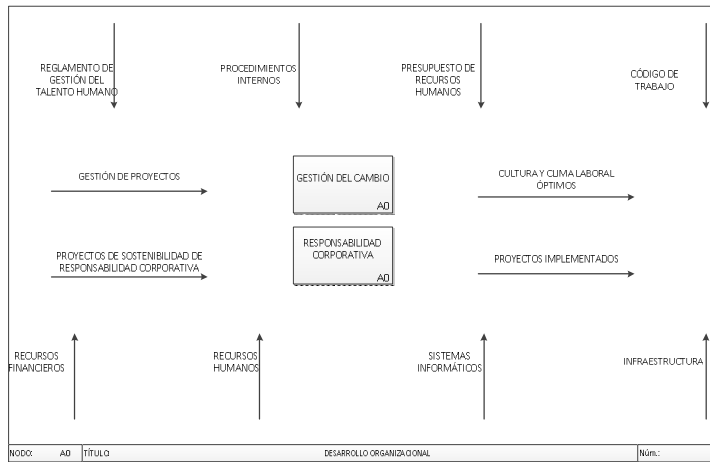 REGLAMENTO DE
GESTIÓN DEL
TALENTO HUMANO
PROCEDIMIENTOS
INTERNOS
PRESUPUESTO DE
RECURSOS
HUMANOS
CÓDIGO DE
TRABAJO
GESTIÓN DE PROYECTOS
GESTIÓN DEL CAMBIO
A0
CULTURA Y CLIMA LABORAL
ÓPTIMOS
PROYECTOS DE SOSTENIBILIDAD DE
RESPONSABILIDAD CORPORATIVA
RESPONSABILIDAD
CORPORATIVA
A0
PROYECTOS IMPLEMENTADOS
RECURSOS
FINANCIEROS
RECURSOS
HUMANOS
SISTEMAS
INFORMÁTICOS
INFRAESTRUCTURA
NODO: A0 TÍTULO: DESARROLLO ORGANIZACIONAL Núm.: